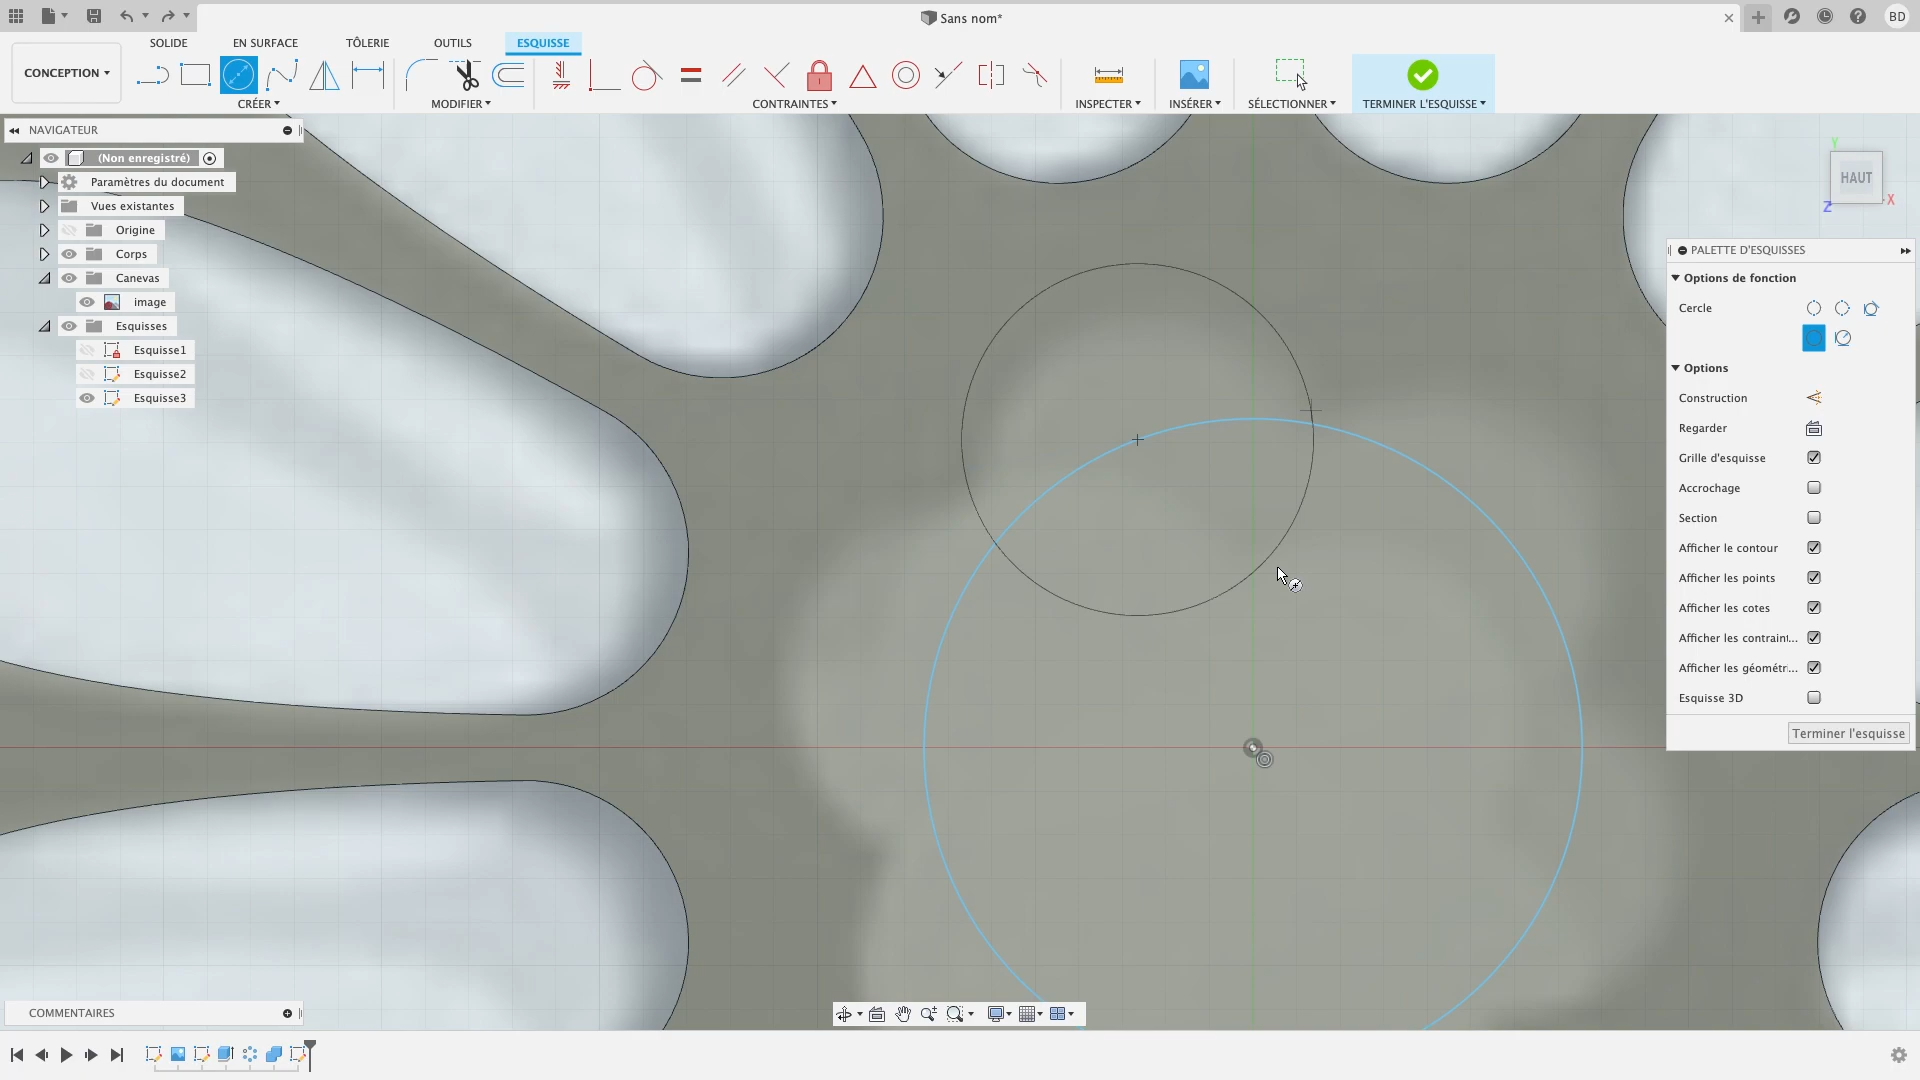 Sans nom*
BD
CONCEPTION
SOLIDE
EN SURFACE
TÔLERIE
OUTILS
ESQUISSE
CRÉER
MODIFIER
CONTRAINTES
INSPECTER
INSÉRER
SÉLECTIONNER
TERMINER L'ESQUISSE
NAVIGATEUR
(Non enregistré)
Paramètres du document
Vues existantes
Origine
Corps
Canevas
image
Esquisses
Esquisse1
Esquisse2
Esquisse3
Y
HAUT
Z
X
PALETTE D'ESQUISSES
Options de fonction
Cercle
Options
Construction
Regarder
Grille d'esquisse
Accrochage
Section
Afficher le contour
Afficher les points
Afficher les cotes
Afficher les contraint...
Afficher les géométri...
Esquisse 3D
Terminer l'esquisse
COMMENTAIRES